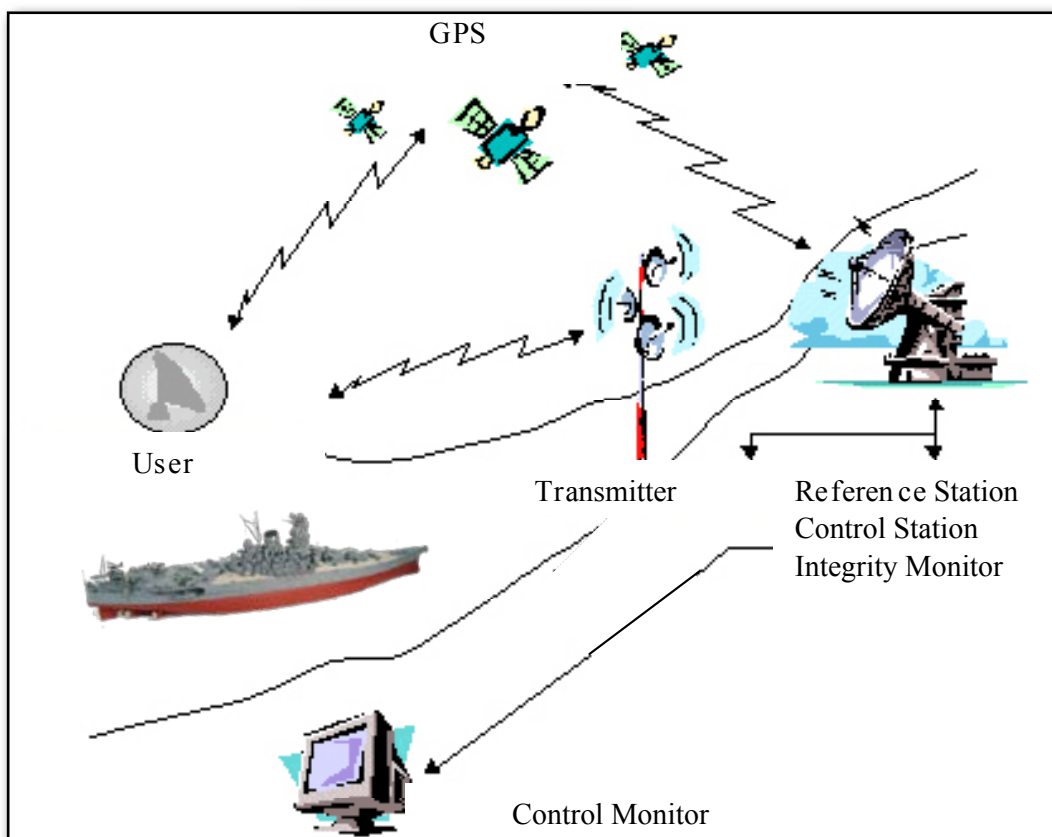 GPS
User
Transmitter
Reference Station
Control Station
Integrity Monitor
Control Monitor